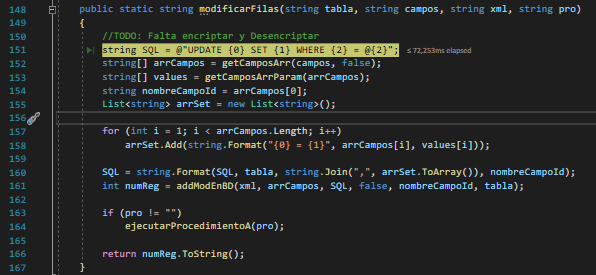 148 public static string modificarFilas(string tabla, string campos, string xml, string pro)
149 {
150 //TODO: Falta encriptar y Desencriptar
151 string SQL = @"UPDATE {0} SET {1} WHERE {2} = @{2}"; ≤ 72,253ms elapsed
152 string[] arrCampos = getCamposArr(campos, false);
153 string[] values = getCamposArrParam(arrCampos);
154 string nombreCampoId = arrCampos[0];
155 List<string> arrSet = new List<string>();
156
157 for (int i = 1; i < arrCampos.Length; i++)
158 arrSet.Add(string.Format("{0} = {1}", arrCampos[i], values[i]));
159
160 SQL = string.Format(SQL, tabla, string.Join(",", arrSet.ToArray()), nombreCampoId);
161 int numReg = addModEnBD(xml, arrCampos, SQL, false, nombreCampoId, tabla);
162
163 if (pro != "")
164 ejecutarProcedimientoA(pro);
165
166 return numReg.ToString();
167 }